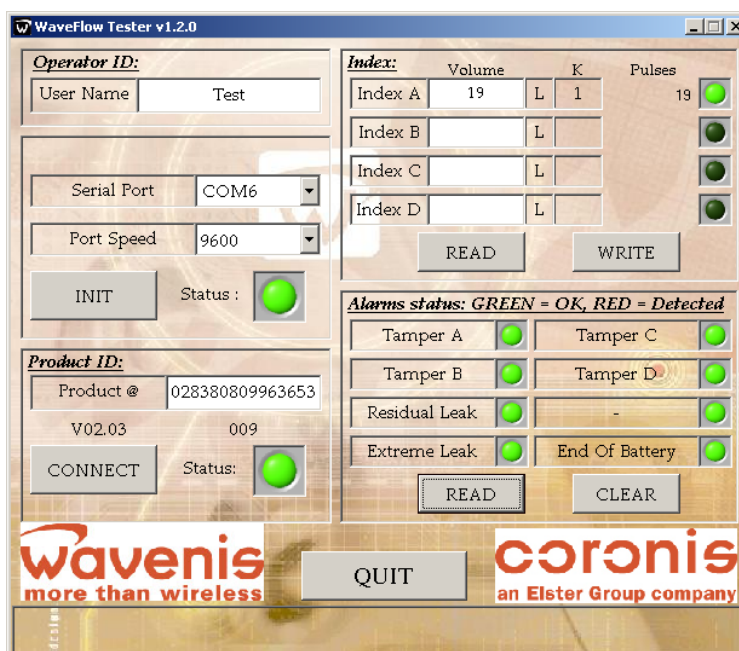 WaveFlow Tester v1.2.0
Operator ID:
User Name Test
Serial Port COM6
Port Speed 9600
INIT Status :
Product ID:
Product @ 028380809963653
V02.03 009
CONNECT Status:
Index: Volume K Pulses
Index A 19 L 1 19
Index B L
Index C L
Index D L
READ WRITE
Alarms status: GREEN = OK, RED = Detected
Tamper A Tamper C
Tamper B Tamper D
Residual Leak -
Extreme Leak End Of Battery
READ CLEAR
wavenis
more than wireless
QUIT
coronis
an Elster Group company
design